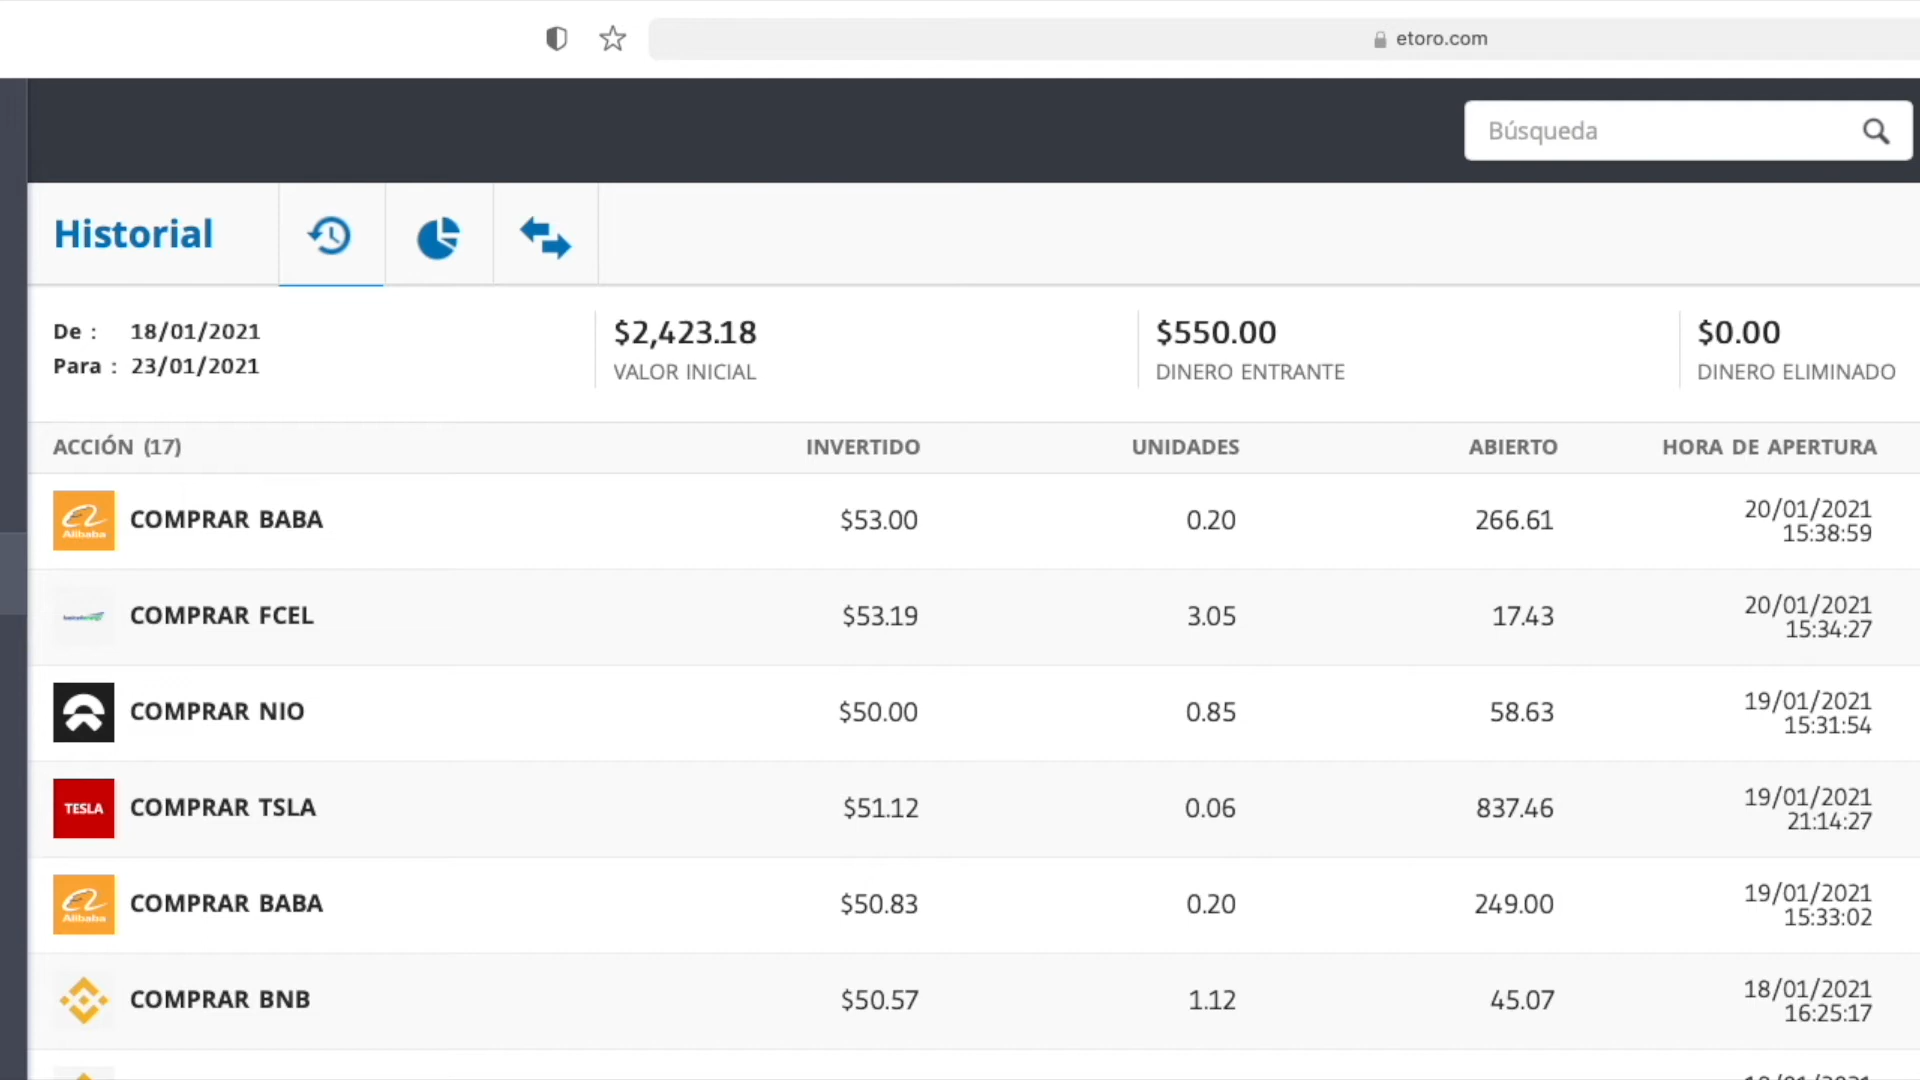 etoro.com
Búsqueda
Historial
De : 18/01/2021
Para : 23/01/2021
$2,423.18
VALOR INICIAL
$550.00
DINERO ENTRANTE
$0.00
DINERO ELIMINADO
ACCIÓN (17) INVERTIDO UNIDADES ABIERTO HORA DE APERTURA
Alibaba COMPRAR BABA $53.00 0.20 266.61 20/01/2021
15:38:59
COMPRAR FCEL $53.19 3.05 17.43 20/01/2021
15:34:27
COMPRAR NIO $50.00 0.85 58.63 19/01/2021
15:31:54
TESLA COMPRAR TSLA $51.12 0.06 837.46 19/01/2021
21:14:27
Alibaba COMPRAR BABA $50.83 0.20 249.00 19/01/2021
15:33:02
COMPRAR BNB $50.57 1.12 45.07 18/01/2021
16:25:17